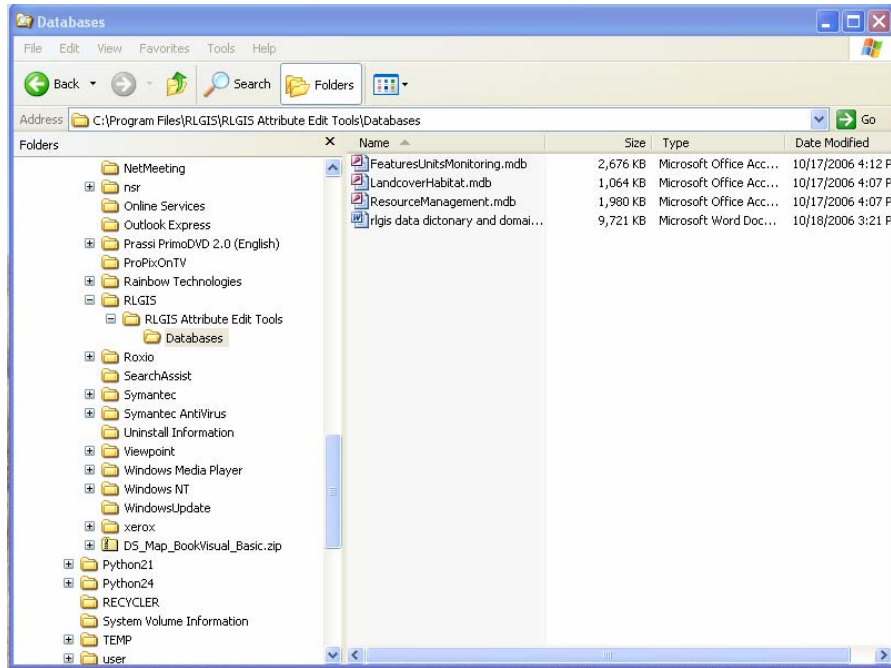 Databases
File Edit View Favorites Tools Help
Back Search Folders
Address C:\Program Files\RLGIS\RLGIS Attribute Edit Tools\Databases Go
Folders X
Name Size Type Date Modified
NetMeeting
nsr
Online Services
Outlook Express
Prassi PrimoDVD 2.0 (English)
ProPixOnTV
Rainbow Technologies
RLGIS
RLGIS Attribute Edit Tools
Databases
Roxio
SearchAssist
Symantec
Symantec AntiVirus
Uninstall Information
Viewpoint
Windows Media Player
Windows NT
WindowsUpdate
xerox
DS_Map_BookVisual_Basic.zip
Python21
Python24
RECYCLER
System Volume Information
TEMP
user
FeaturesUnitsMonitoring.mdb 2,676 KB Microsoft Office Acc... 10/17/2006 4:12 P
LandcoverHabitat.mdb 1,064 KB Microsoft Office Acc... 10/17/2006 4:07 P
ResourceManagement.mdb 1,980 KB Microsoft Office Acc... 10/17/2006 4:07 P
rlgis data dictonary and domai... 9,721 KB Microsoft Word Doc... 10/18/2006 3:21 P